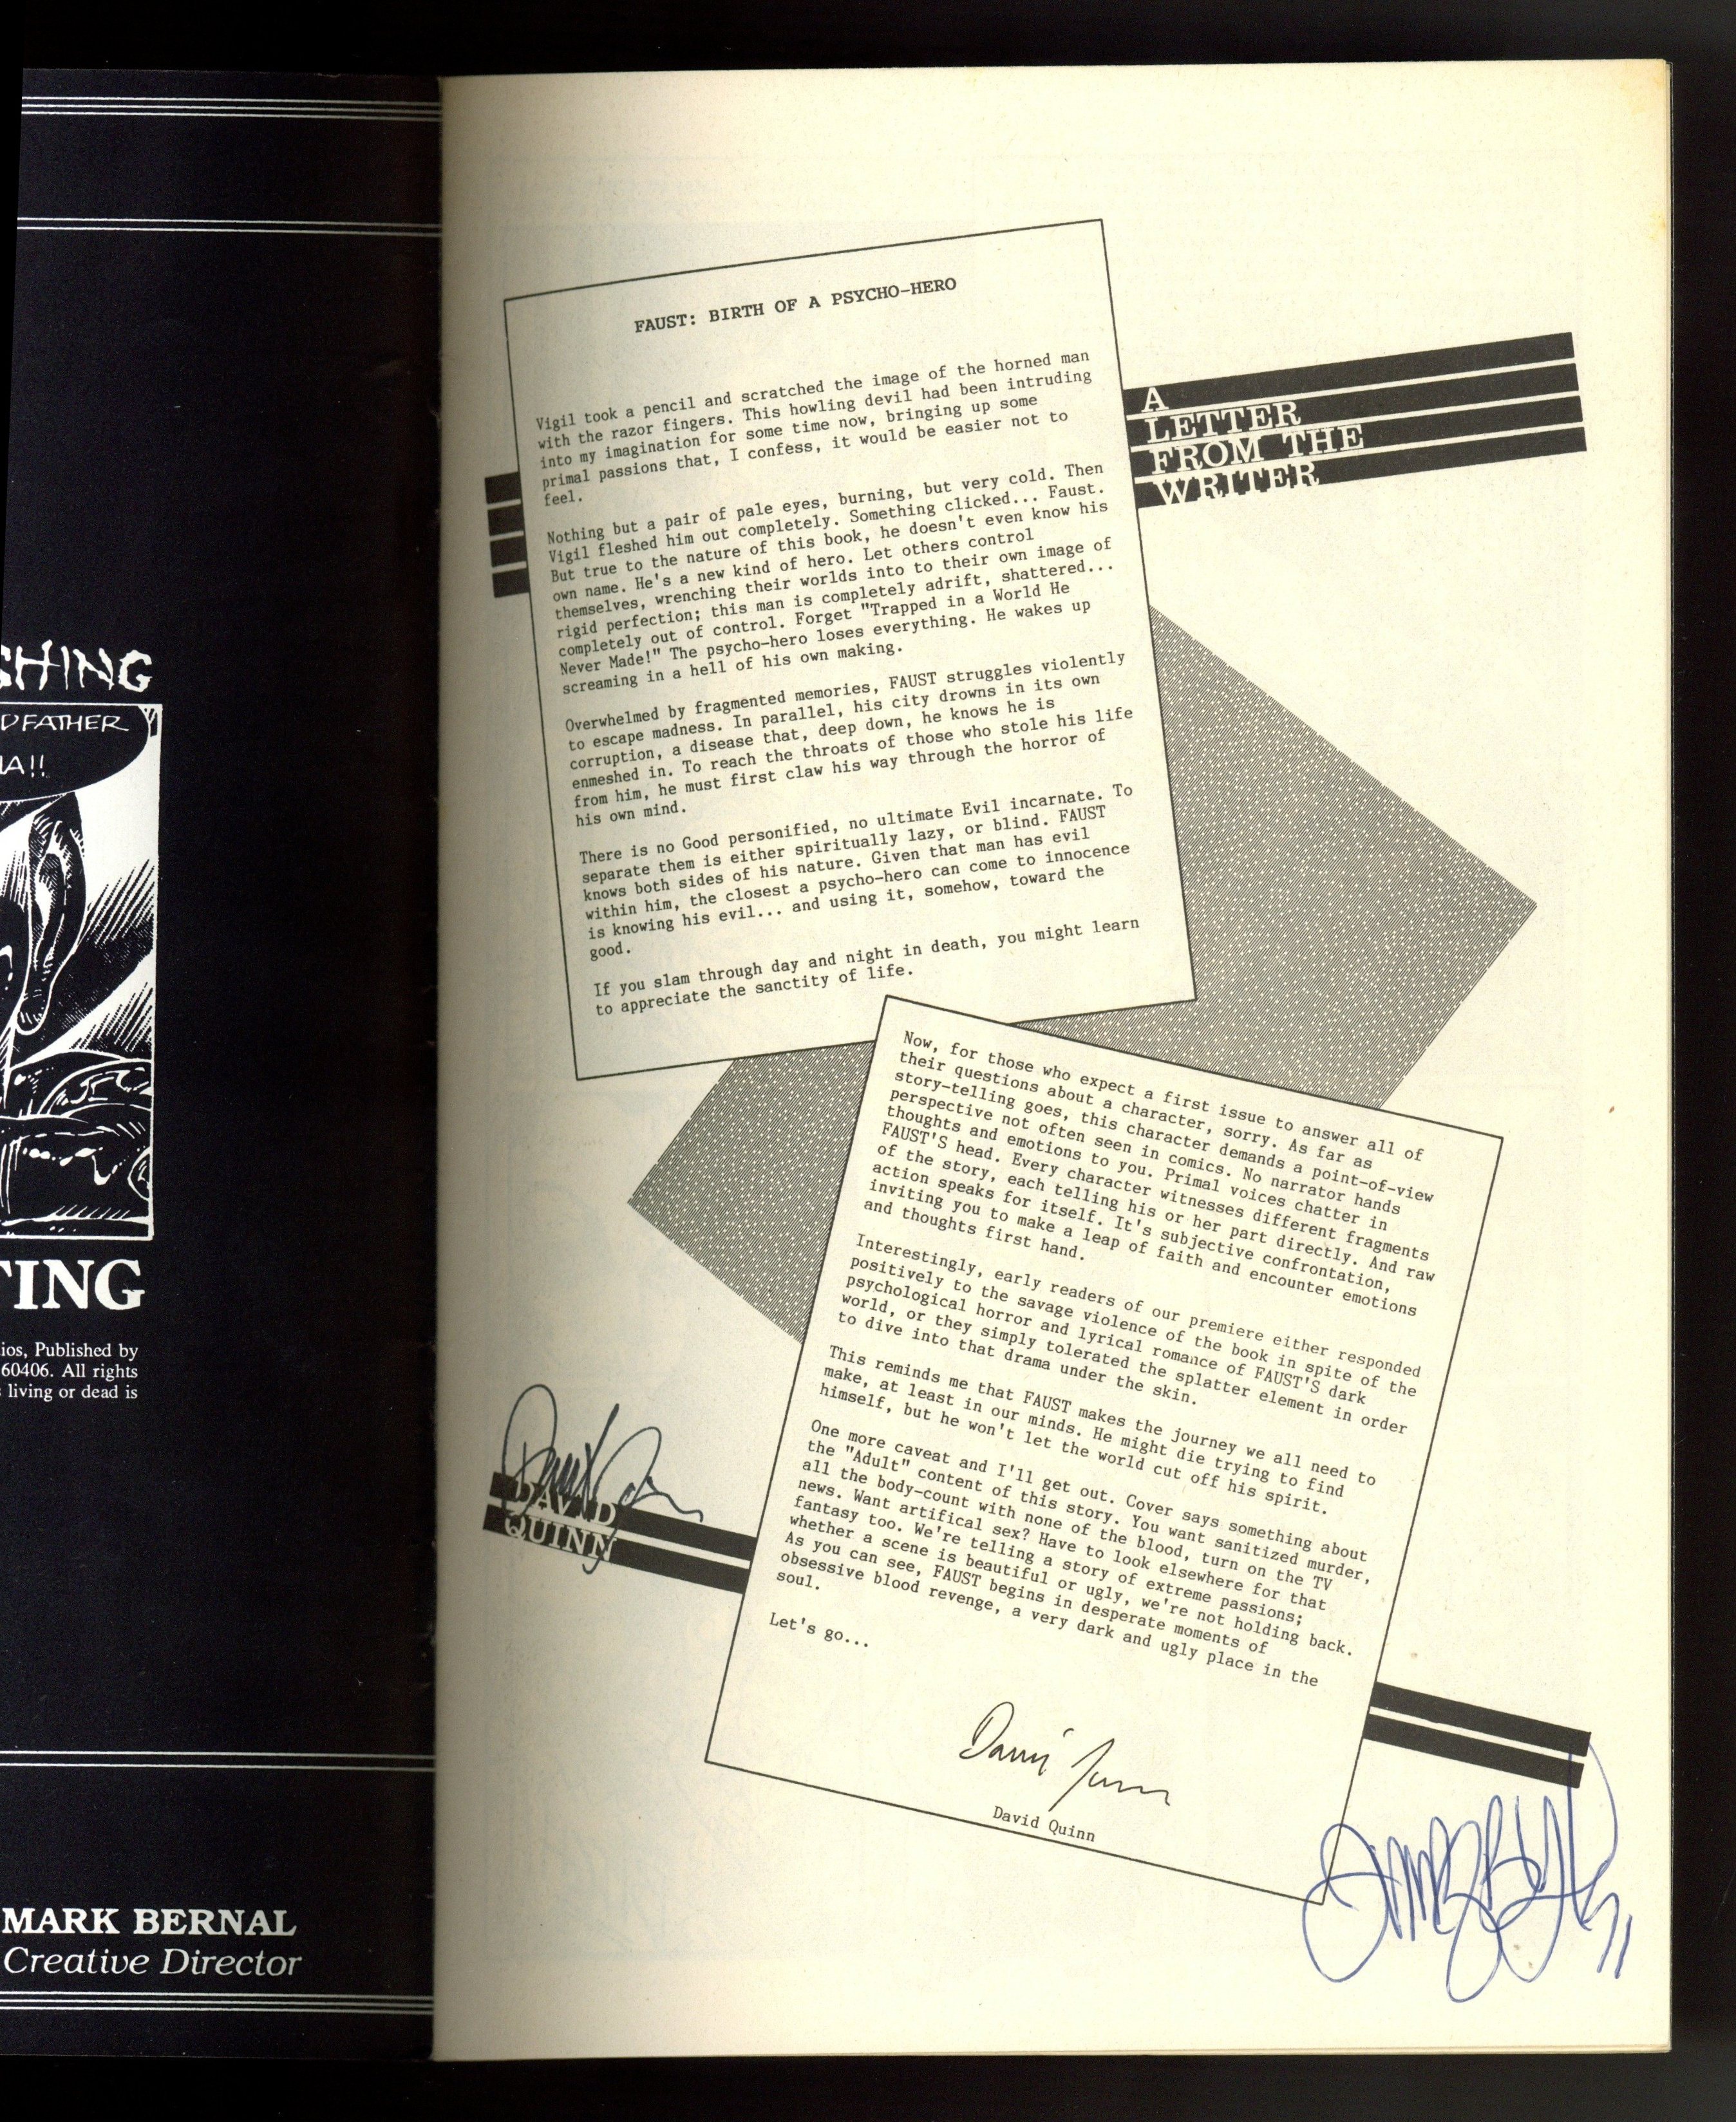 SHING
DFATHER
A!!
TING
ios, Published by
60406. All rights
living or dead is
MARK BERNAL
Creative Director
FAUST: BIRTH OF A PSYCHO-HERO
Vigil took a pencil and scratched the image of the horned man
with the razor fingers. This howling devil had been intruding
into my imagination for some time now, bringing up some
primal passions that, I confess, it would be easier not to
feel.
Nothing but a pair of pale eyes, burning, but very cold. Then
Vigil fleshed him out completely. Something clicked... Faust.
But true to the nature of this book, he doesn't even know his
own name. He's a new kind of hero. Let others control
themselves, wrenching their worlds into to their own image of
rigid perfection; this man is completely adrift, shattered...
completely out of control. Forget "Trapped in a World He
Never Made!" The psycho-hero loses everything. He wakes up
screaming in a hell of his own making.
Overwhelmed by fragmented memories, FAUST struggles violently
to escape madness. In parallel, his city drowns in its own
corruption, a disease that, deep down, he knows he is
enmeshed in. To reach the throats of those who stole his life
from him, he must first claw his way through the horror of
his own mind.
There is no Good personified, no ultimate Evil incarnate. To
separate them is either spiritually lazy, or blind. FAUST
knows both sides of his nature. Given that man has evil
within him, the closest a psycho-hero can come to innocence
is knowing his evil... and using it, somehow, toward the
good.
If you slam through day and night in death, you might learn
to appreciate the sanctity of life.
A
LETTER
FROM THE
WRITER
Now, for those who expect a first issue to answer all of
their questions about a character, sorry. As far as
story-telling goes, this character demands a point-of-view
perspective not often seen in comics. No narrator hands
thoughts and emotions to you. Primal voices chatter in
FAUST'S head. Every character witnesses different fragments
of the story, each telling his or her part directly. And raw
action speaks for itself. It's subjective confrontation,
inviting you to make a leap of faith and encounter emotions
and thoughts first hand.
Interestingly, early readers of our premiere either responded
positively to the savage violence of the book in spite of the
psychological horror and lyrical romance of FAUST'S dark
world, or they simply tolerated the splatter element in order
to dive into that drama under the skin.
This reminds me that FAUST makes the journey we all need to
make, at least in our minds. He might die trying to find
himself, but he won't let the world cut off his spirit.
One more caveat and I'll get out. Cover says something about
the "Adult" content of this story. You want sanitized murder,
all the body-count with none of the blood, turn on the TV
news. Want artifical sex? Have to look elsewhere for that
fantasy too. We're telling a story of extreme passions;
whether a scene is beautiful or ugly, we're not holding back.
As you can see, FAUST begins in desperate moments of
obsessive blood revenge, a very dark and ugly place in the
soul.
Let's go...
David Quinn
David Quinn
DAVID
QUINN